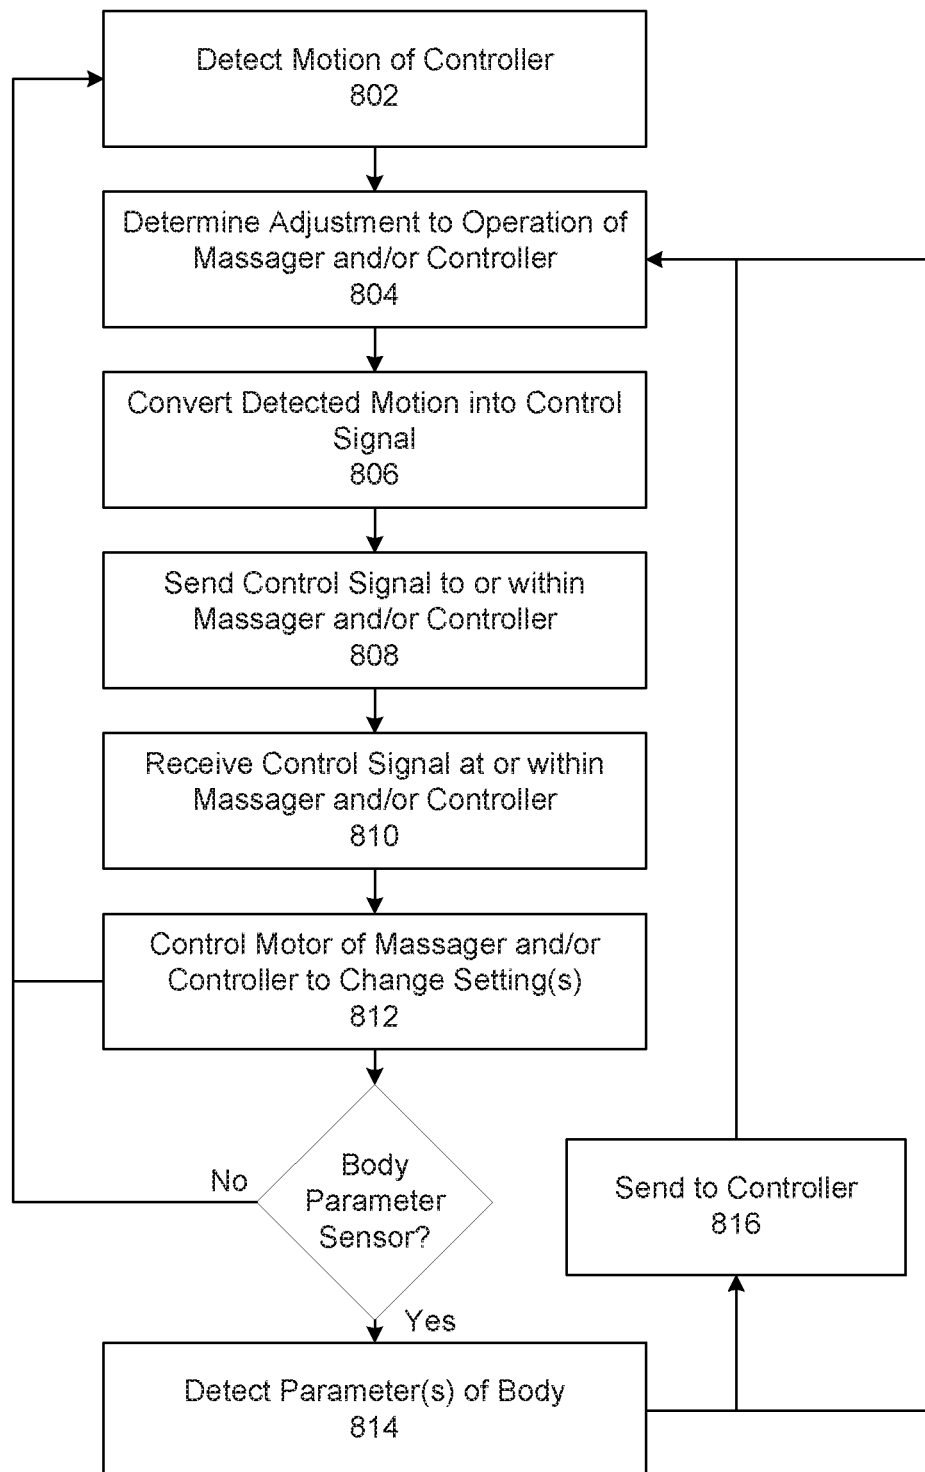 Detect Motion of Controller
802
Determine Adjustment to Operation of
Massager and/or Controller
804
Convert Detected Motion into Control
Signal
806
Send Control Signal to or within
Massager and/or Controller
808
Receive Control Signal at or within
Massager and/or Controller
810
Control Motor of Massager and/or
Controller to Change Setting(s)
812
No
Body
Parameter
Sensor?
Send to Controller
816
Yes
Detect Parameter(s) of Body
814